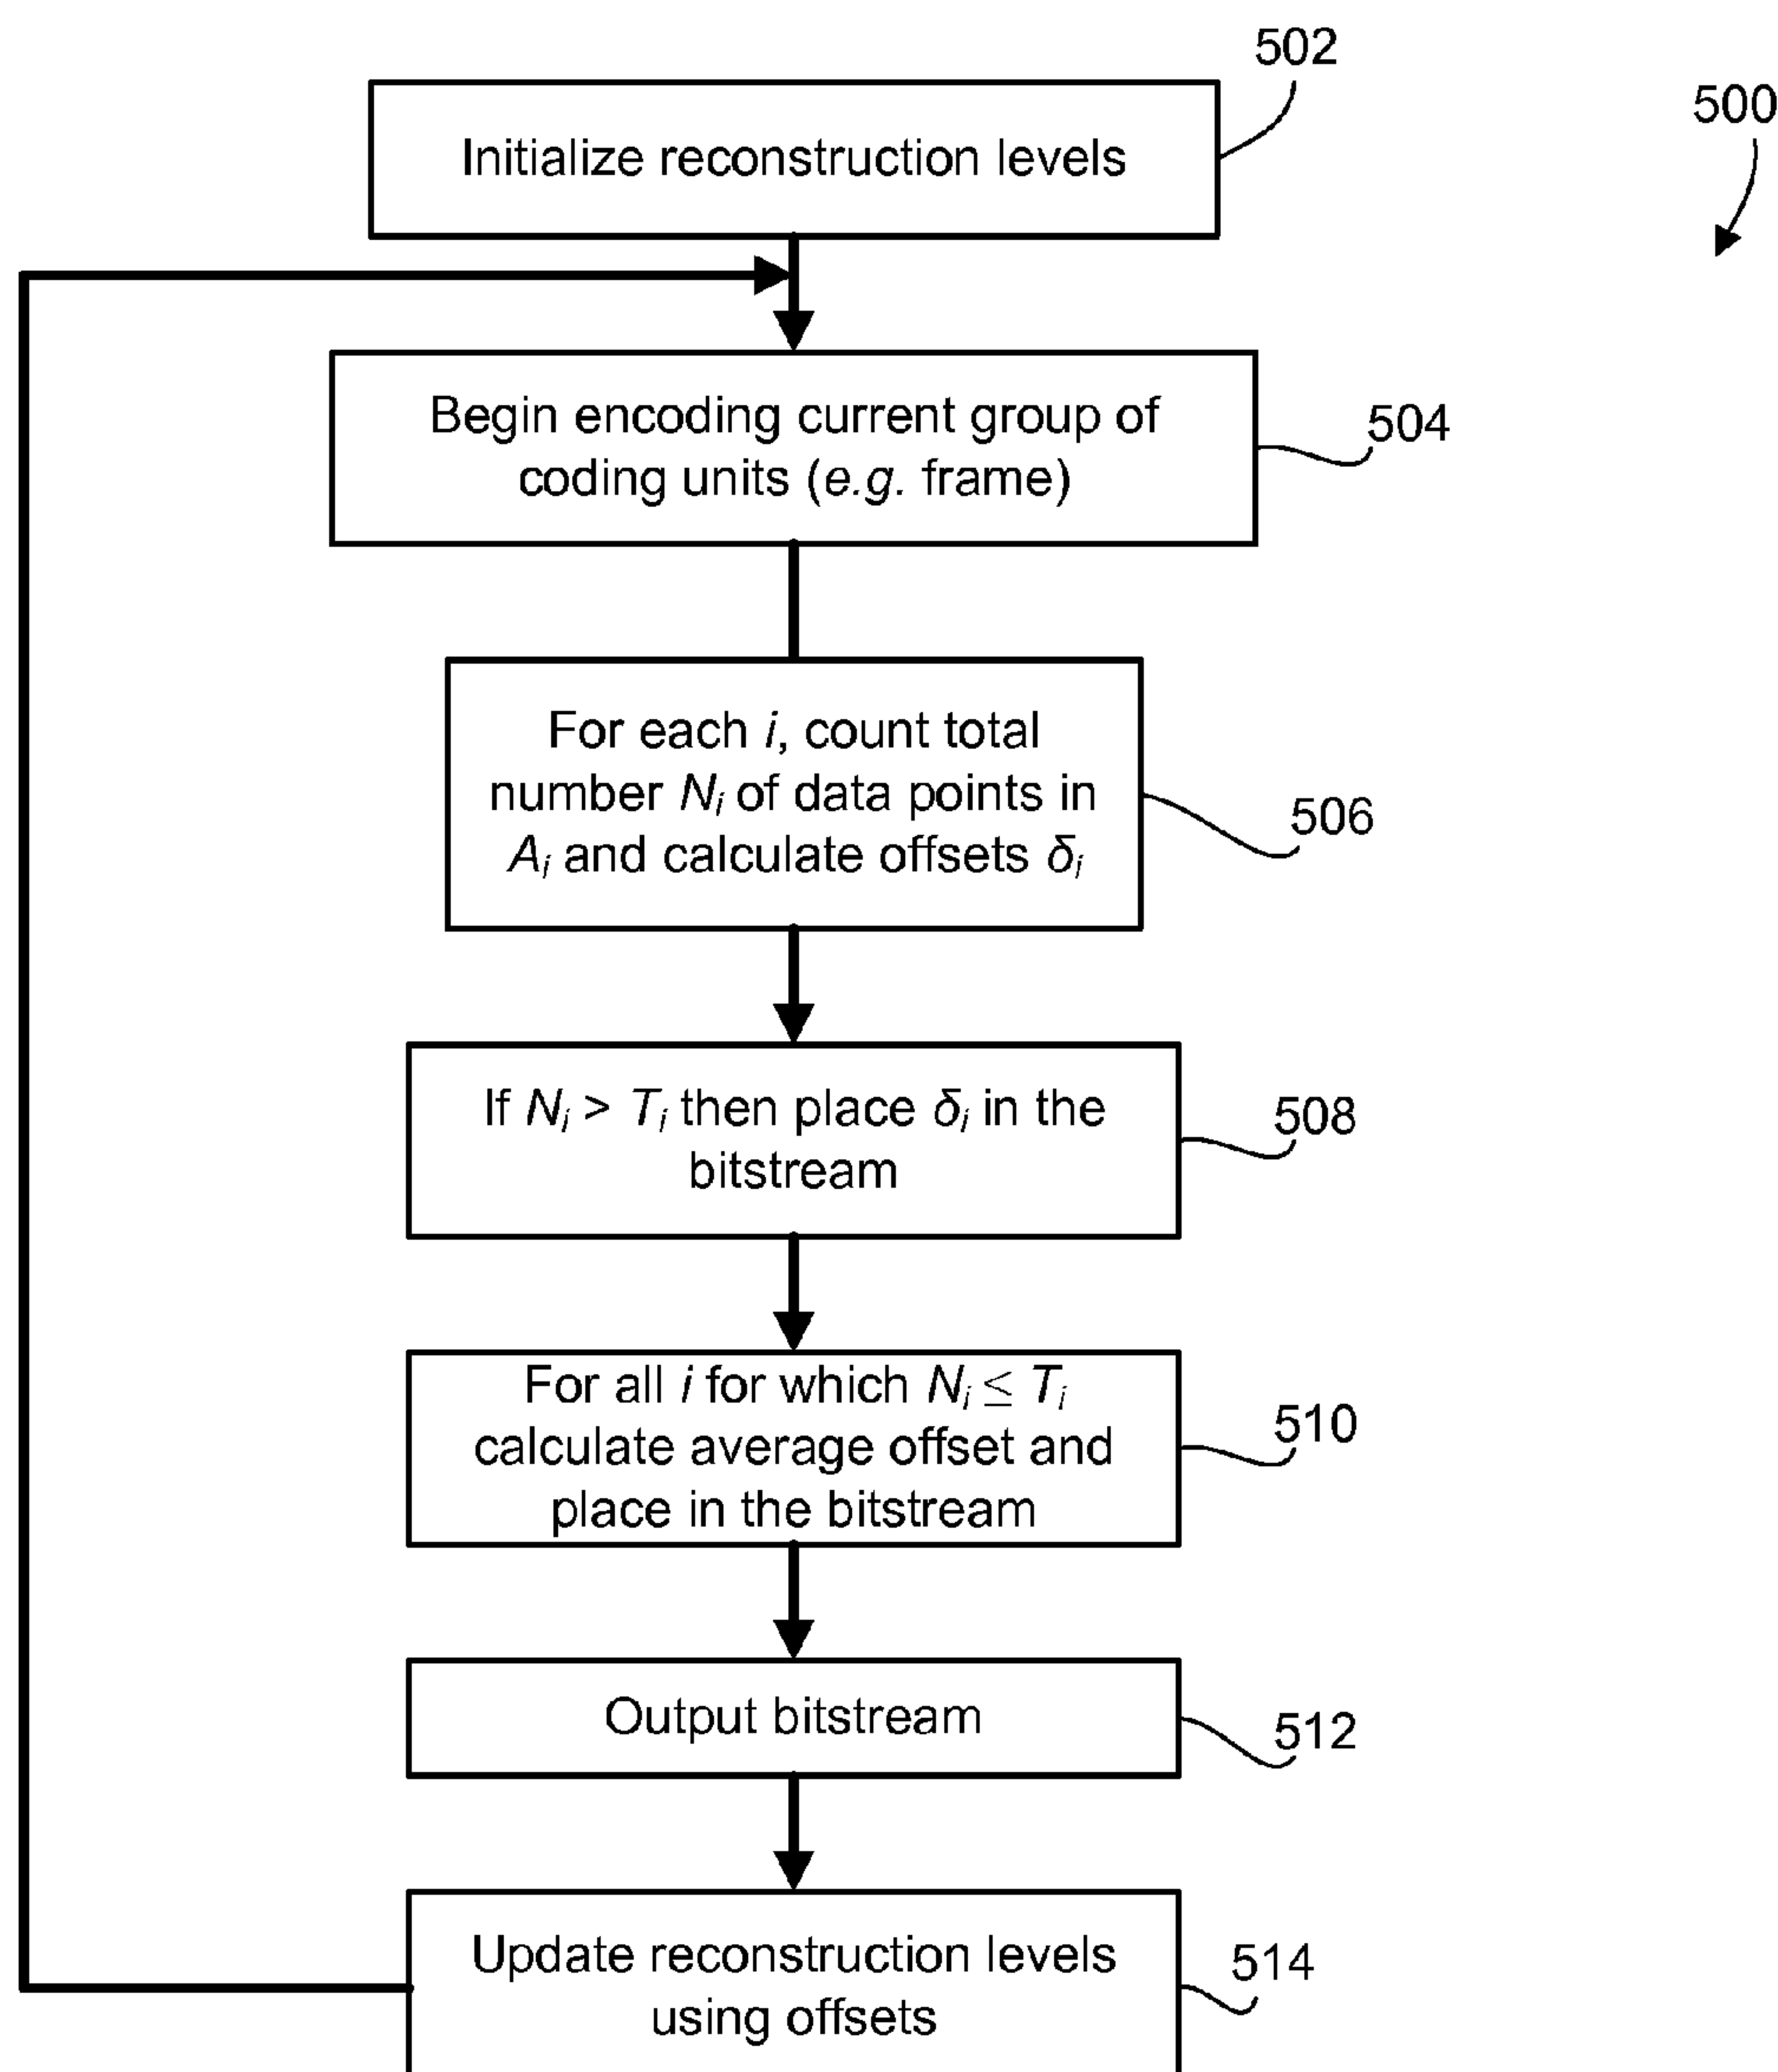 502
500
Initialize reconstruction levels
Begin encoding current group of
coding units (e.g. frame)
504
For each i, count total
number Nᵢ of data points in
Aᵢ and calculate offsets δᵢ
506
If Nᵢ > Tᵢ then place δᵢ in the
bitstream
508
For all i for which Nᵢ ≤ Tᵢ
calculate average offset and
place in the bitstream
510
Output bitstream
512
Update reconstruction levels
using offsets
514